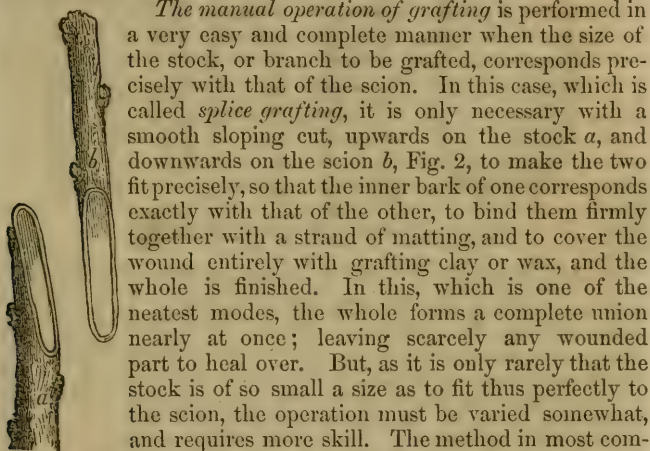 The manual operation of grafting is performed in
a very easy and complete manner when the size of
the stock, or branch to be grafted, corresponds pre-
cisely with that of the scion. In this case, which is
called splice grafting, it is only necessary with a
smooth sloping cut, upwards on the stock a, and
downwards on the scion b, Fig. 2, to make the two
fit precisely, so that the inner bark of one corresponds
exactly with that of the other, to bind them firmly
together with a strand of matting, and to cover the
wound entirely with grafting clay or wax, and the
whole is finished. In this, which is one of the
neatest modes, the whole forms a complete union
nearly at once; leaving scarcely any wounded
part to heal over. But, as it is only rarely that the
stock is of so small a size as to fit thus perfectly to
the scion, the operation must be varied somewhat,
and requires more skill. The method in most com-
b
a